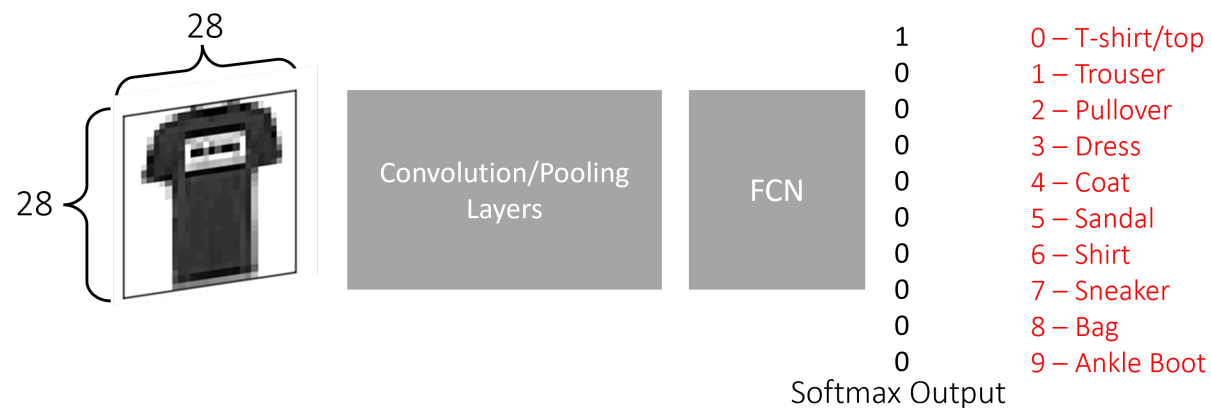 28
28
Convolution/Pooling
Layers
FCN
1
0
0
0
0
0
0
0
0
0
Softmax Output
0 – T-shirt/top
1 – Trouser
2 – Pullover
3 – Dress
4 – Coat
5 – Sandal
6 – Shirt
7 – Sneaker
8 – Bag
9 – Ankle Boot